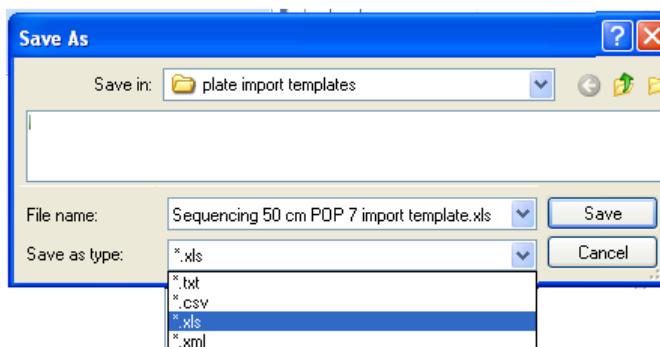 Save As
Save in: plate import templates
File name: Sequencing 50 cm POP 7 import template.xls Save
Save as type: *.xls Cancel
*.txt
*.csv
*.xls
*.xml